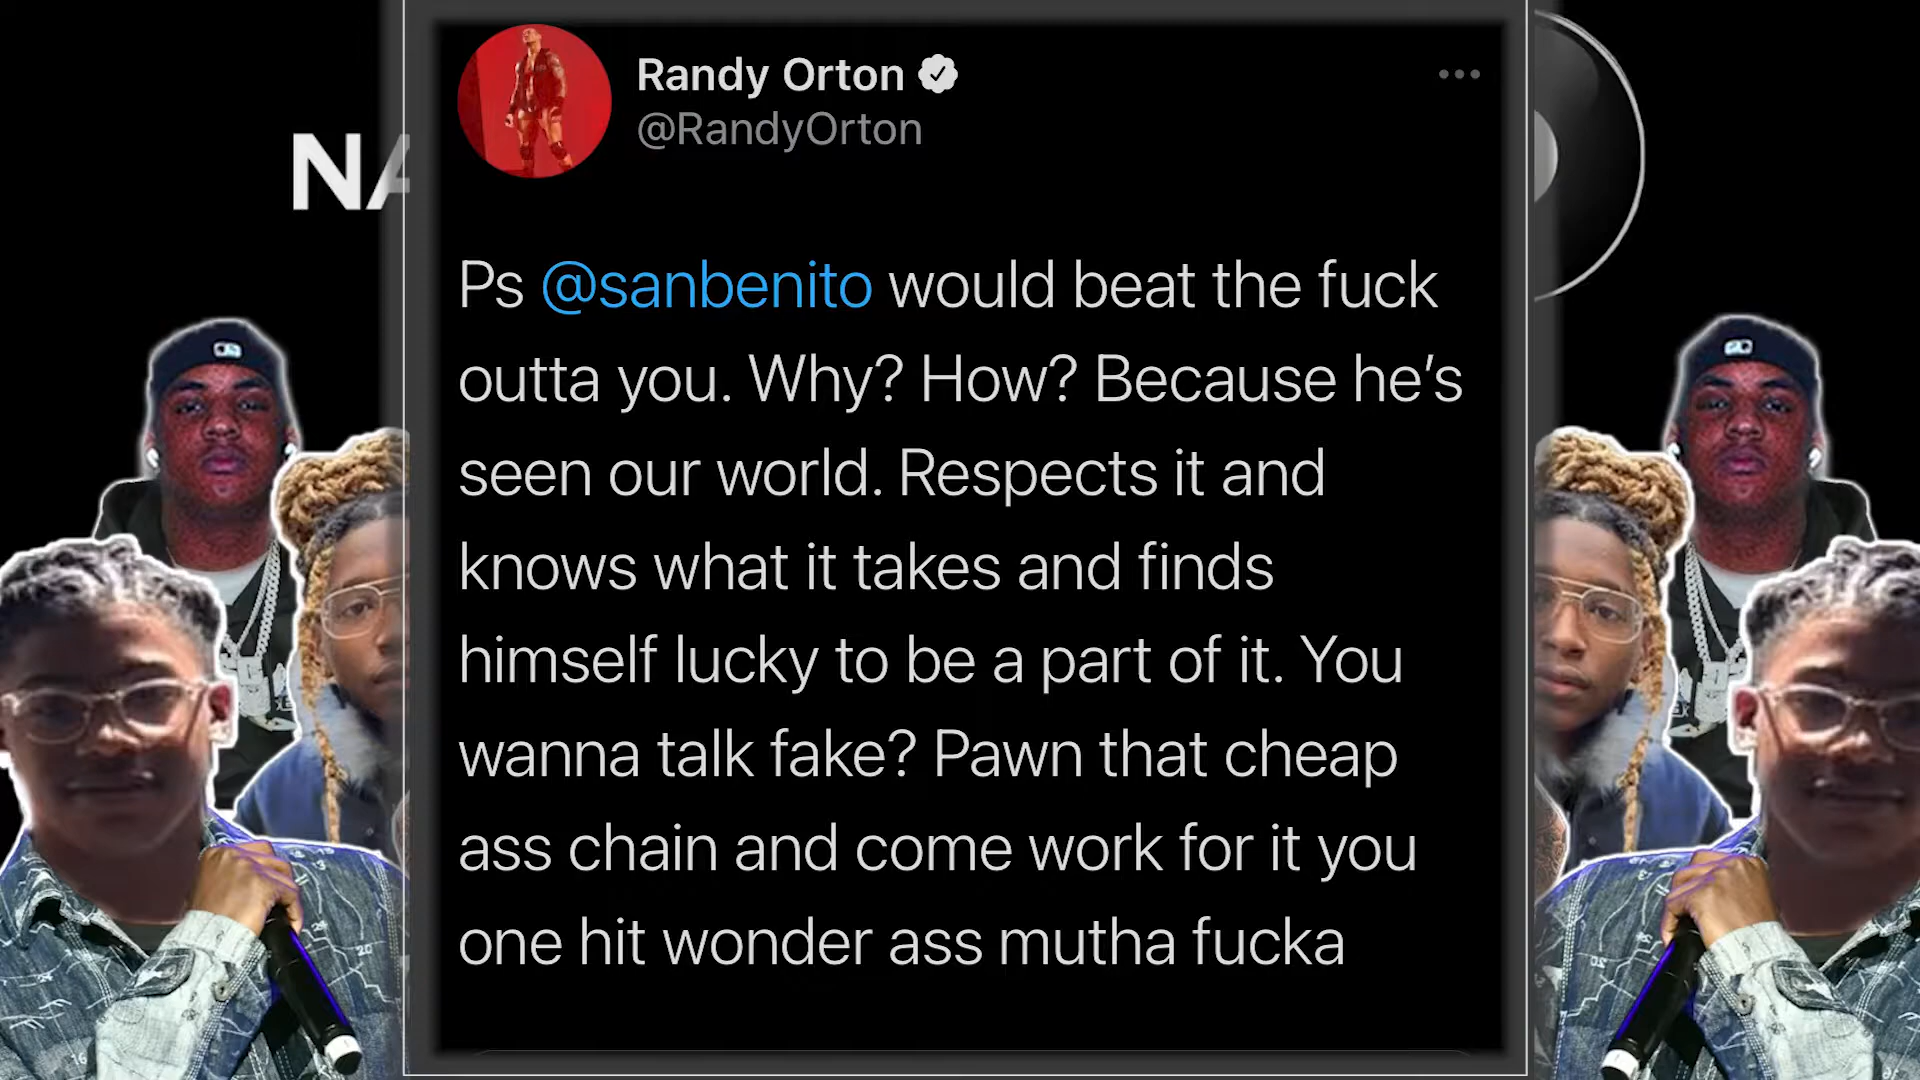 Randy Orton
@RandyOrton
NA
Ps @sanbenito would beat the fuck
outta you. Why? How? Because he's
seen our world. Respects it and
knows what it takes and finds
himself lucky to be a part of it. You
wanna talk fake? Pawn that cheap
ass chain and come work for it you
one hit wonder ass mutha fucka